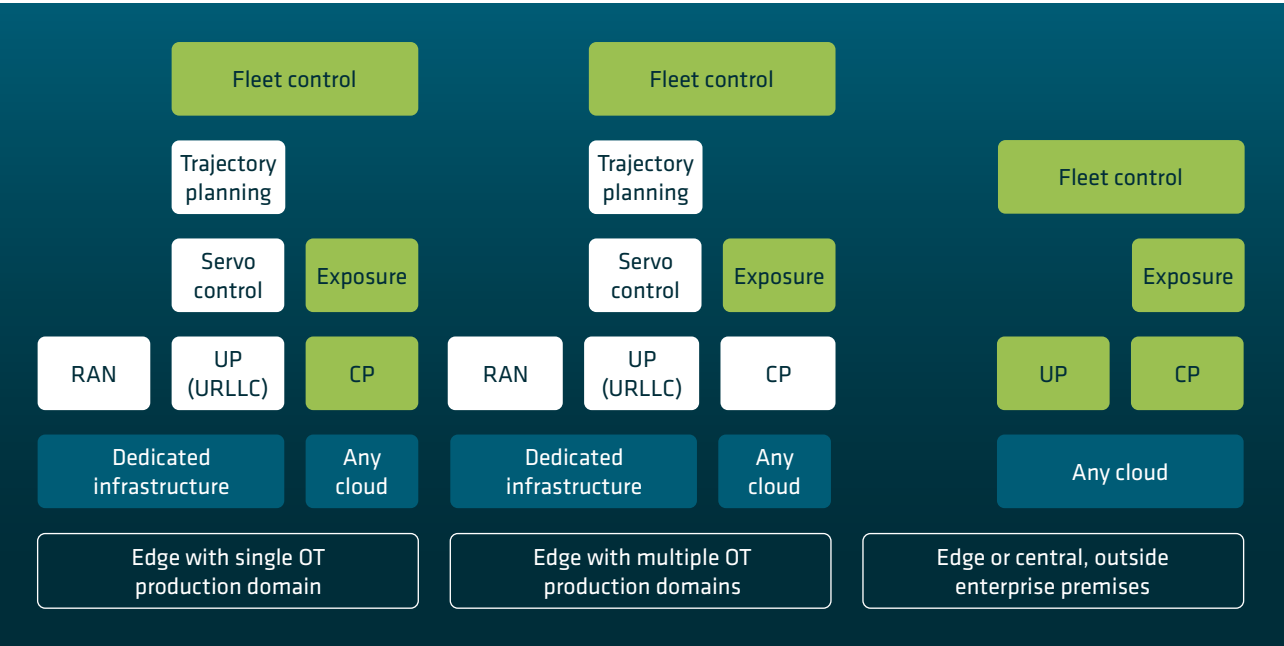 Fleet control
Fleet control
Trajectory
planning
Trajectory
planning
Fleet control
Servo
control
Exposure
Servo
control
Exposure
Exposure
RAN
UP
(URLLC)
CP
RAN
UP
(URLLC)
CP
UP
CP
Dedicated
infrastructure
Any
cloud
Dedicated
infrastructure
Any
cloud
Any cloud
Edge with single OT
production domain
Edge with multiple OT
production domains
Edge or central, outside
enterprise premises